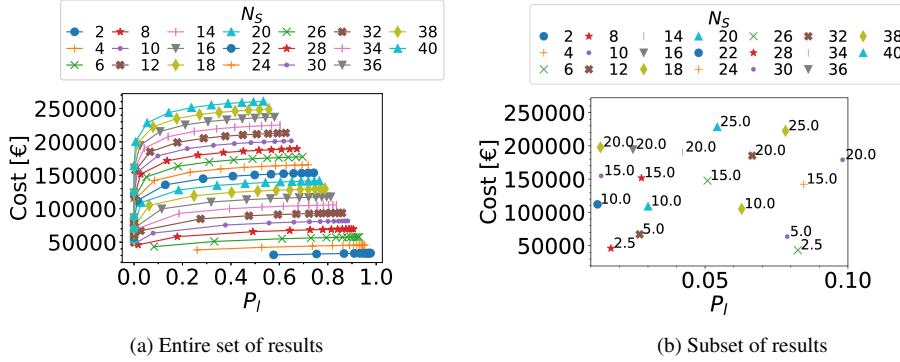 N_S
2 8 14 20 26 32 38
4 10 16 22 28 34 40
6 12 18 24 30 36
Cost [€]
250000
200000
150000
100000
50000
0.0 0.2 0.4 0.6 0.8 1.0
P_l
(a) Entire set of results
N_S
2 8 14 20 26 32 38
4 10 16 22 28 34 40
6 12 18 24 30 36
Cost [€]
250000
200000
150000
100000
50000
25.0 25.0
20.0 20.0 20.0 20.0 20.0
15.0 15.0 15.0 15.0
10.0 10.0 10.0
5.0 5.0
2.5 2.5
0.05 0.10
P_l
(b) Subset of results